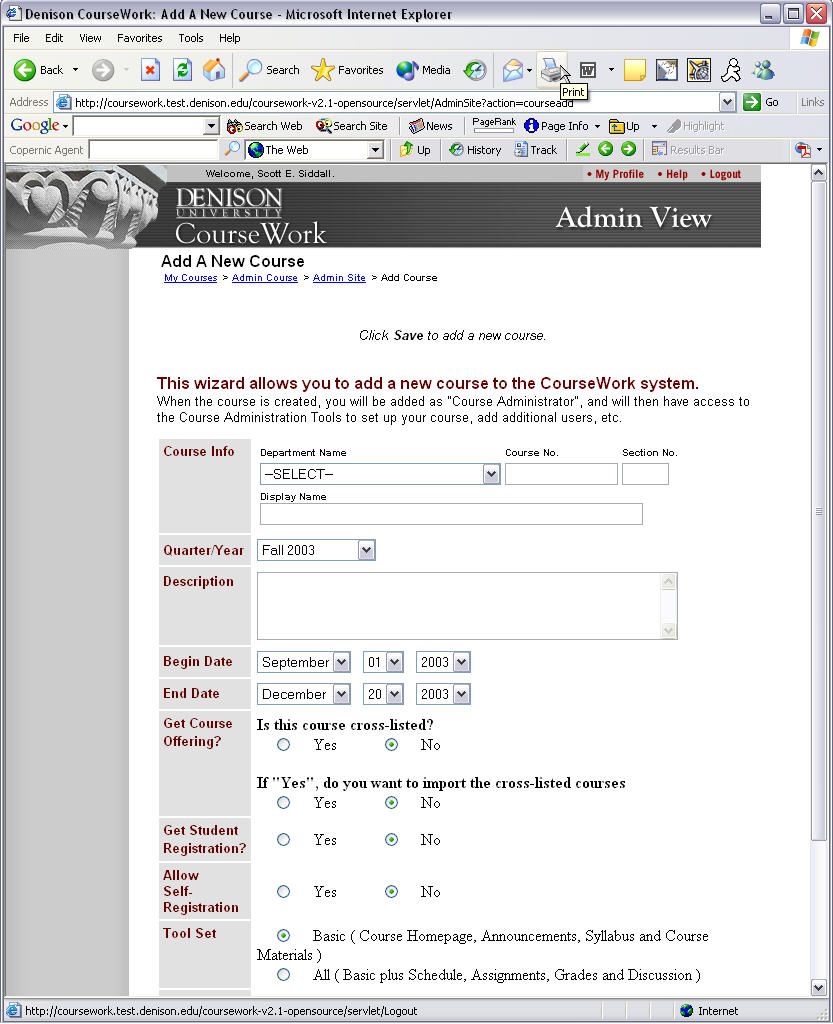 Denison CourseWork: Add A New Course - Microsoft Internet Explorer
File Edit View Favorites Tools Help
Back Search Favorites Media
Print
Address http://coursework.test.denison.edu/coursework-v2.1-opensource/servlet/AdminSite?action=courseadd Go Links
Google Search Web Search Site News PageRank Page Info Up Highlight
Copernic Agent The Web Up History Track Results Bar
Welcome, Scott E. Siddall. • My Profile • Help • Logout
DENISON
UNIVERSITY
CourseWork
Admin View
Add A New Course
My Courses > Admin Course > Admin Site > Add Course
Click Save to add a new course.
This wizard allows you to add a new course to the CourseWork system.
When the course is created, you will be added as "Course Administrator", and will then have access to
the Course Administration Tools to set up your course, add additional users, etc.
Course Info Department Name Course No. Section No.
--SELECT--
Display Name
Quarter/Year Fall 2003
Description
Begin Date September 01 2003
End Date December 20 2003
Get Course
Offering?
Is this course cross-listed?
Yes No
If "Yes", do you want to import the cross-listed courses
Yes No
Get Student
Registration?
Yes No
Allow
Self-
Registration
Yes No
Tool Set
Basic ( Course Homepage, Announcements, Syllabus and Course
Materials )
All ( Basic plus Schedule, Assignments, Grades and Discussion )
http://coursework.test.denison.edu/coursework-v2.1-opensource/servlet/Logout Internet